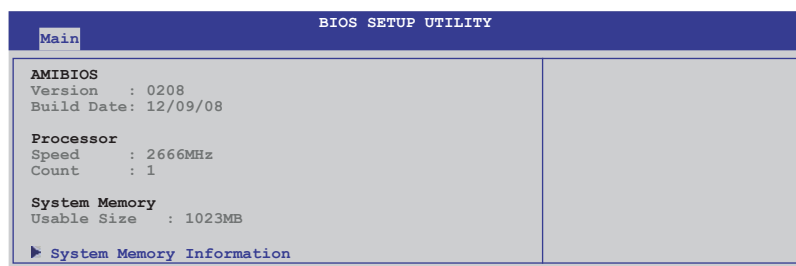 BIOS SETUP UTILITY
Main
AMIBIOS
Version : 0208
Build Date: 12/09/08
Processor
Speed : 2666MHz
Count : 1
System Memory
Usable Size : 1023MB
System Memory Information